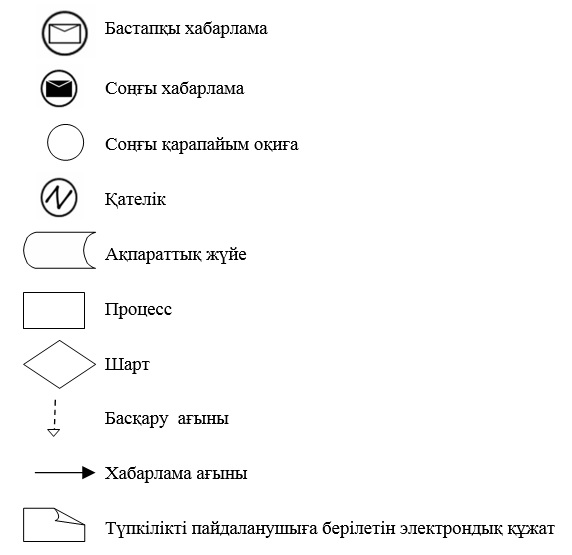 Бастапқы хабарлама
Соңғы хабарлама
Соңғы қарапайым оқиға
Қателік
Ақпараттық жүйе
Процесс
Шарт
Басқару ағыны
Хабарлама ағыны
Түпкілікті пайдаланушыға берілетін электрондық құжат